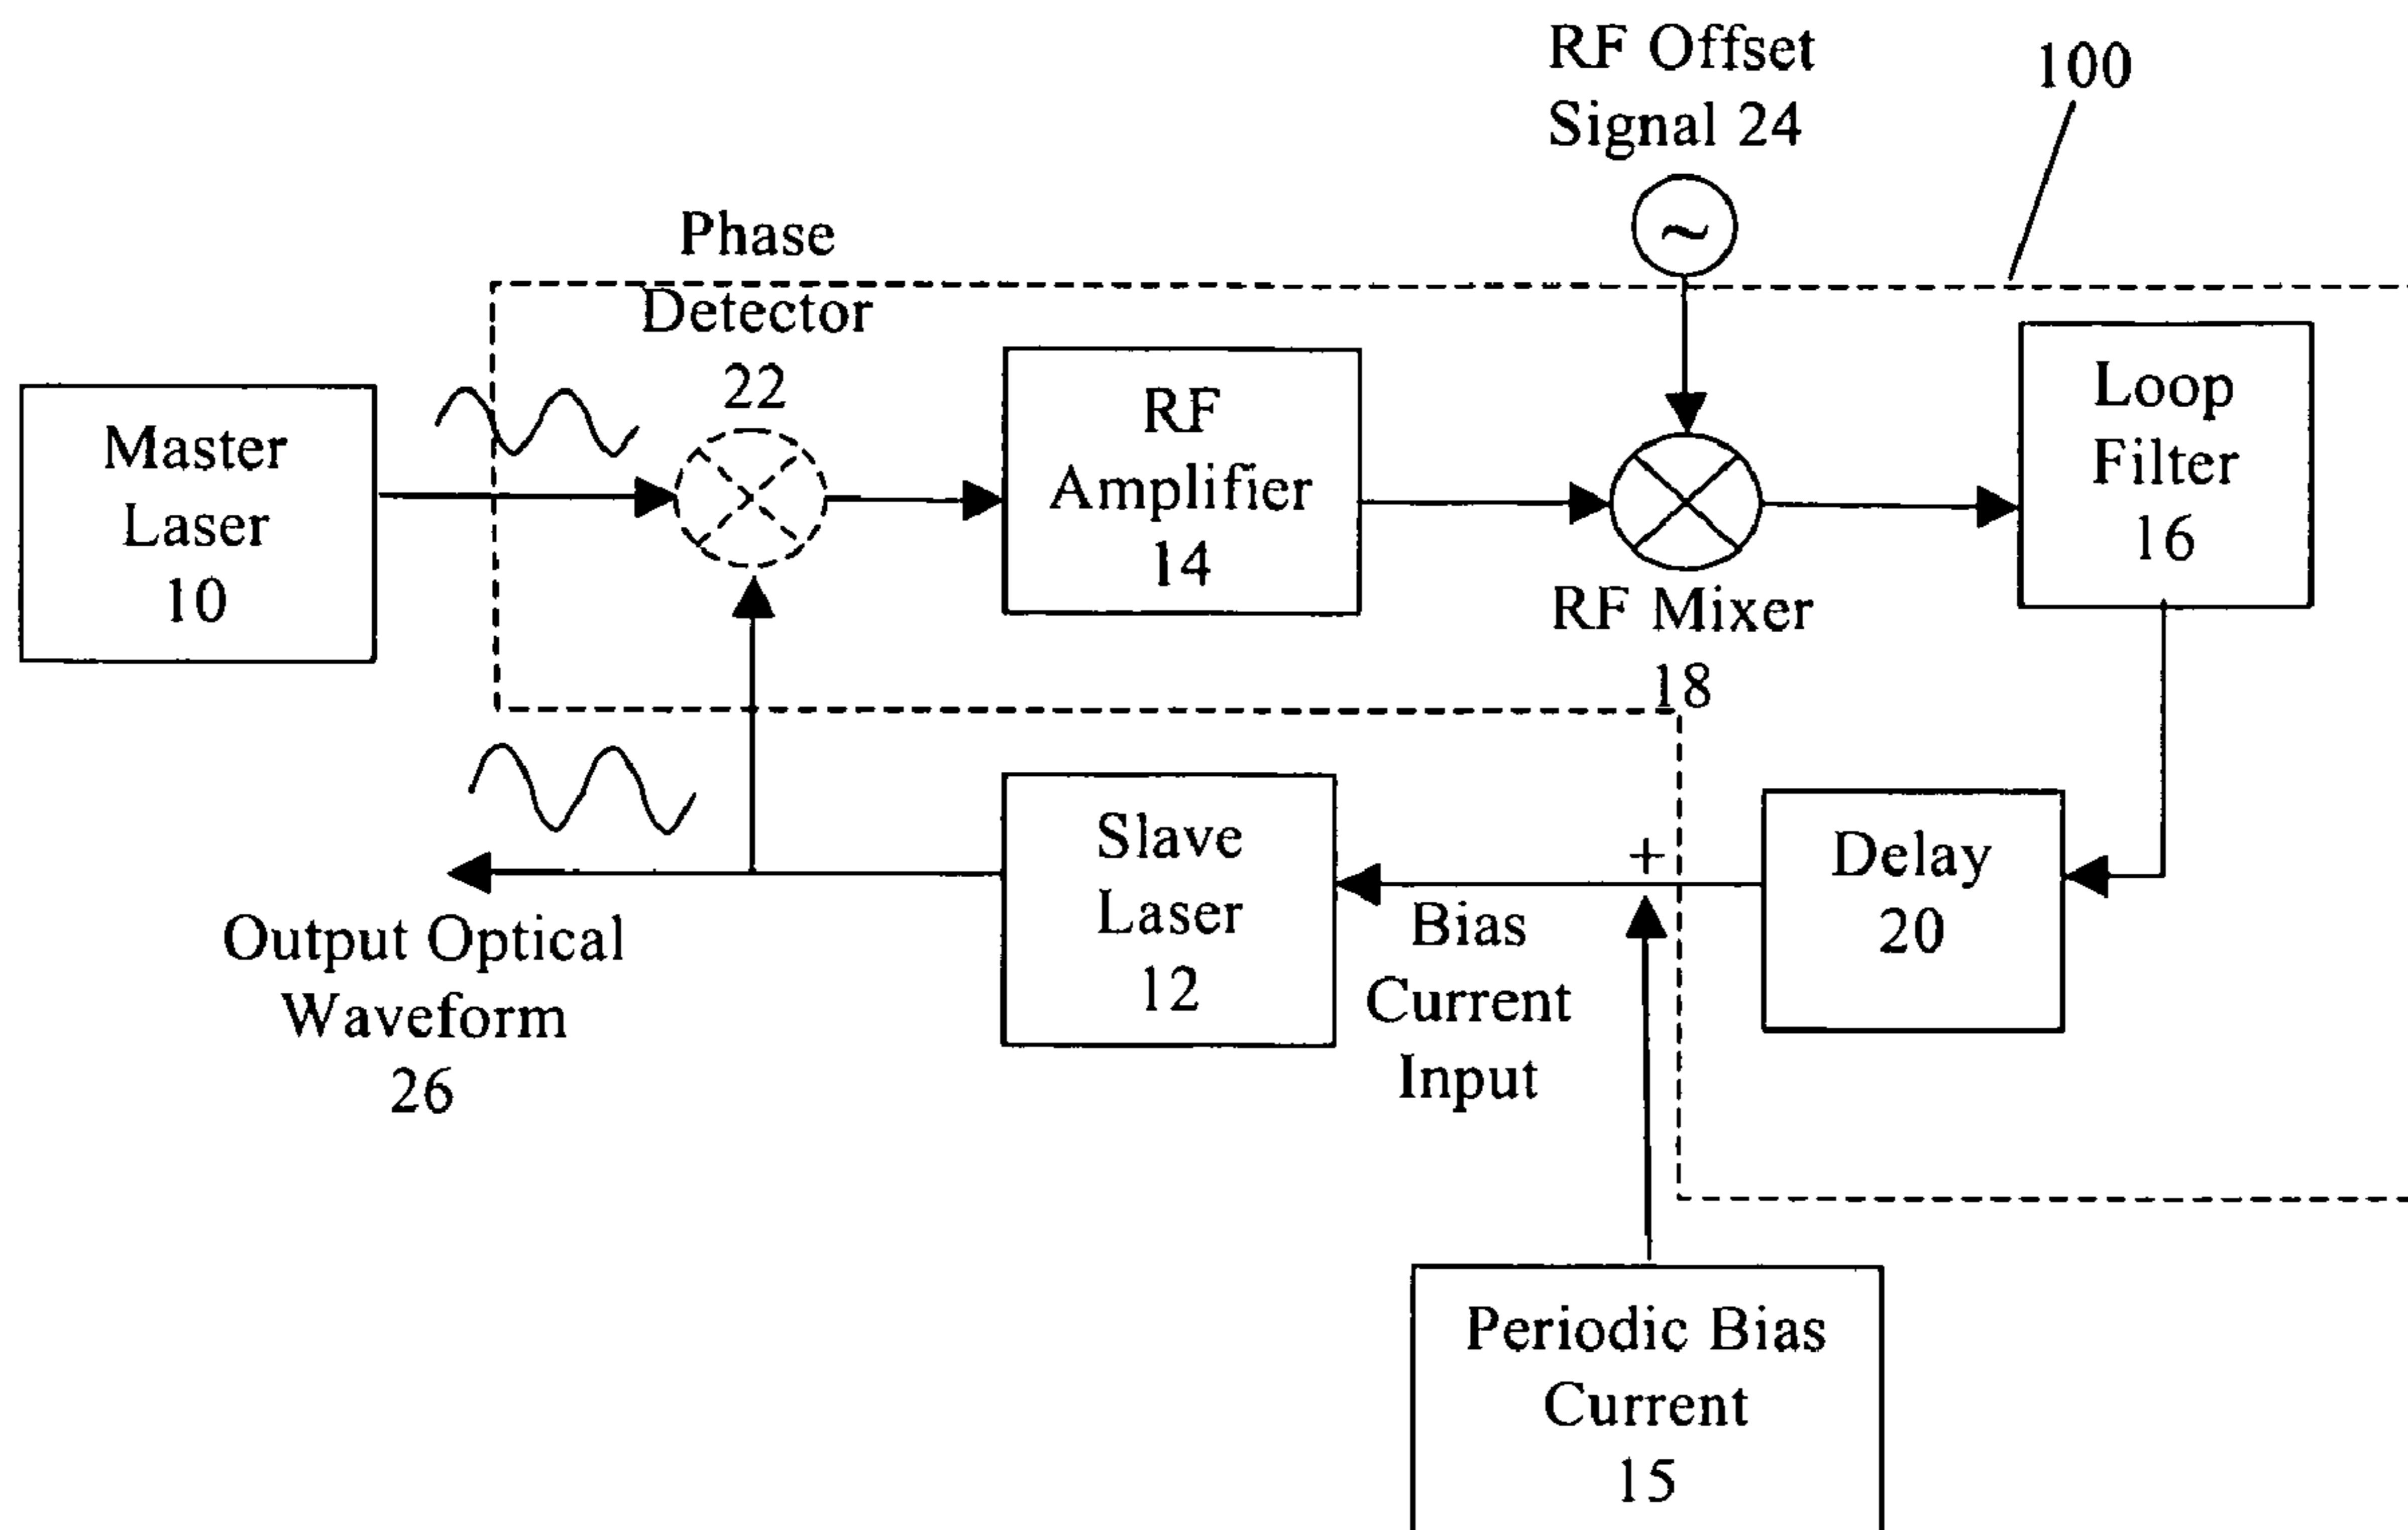 RF Offset
Signal 24
100
Phase
Detector
22
Master
Laser
10
RF
Amplifier
14
~
RF Mixer
18
Loop
Filter
16
Slave
Laser
12
+
Bias
Current
Input
Delay
20
Output Optical
Waveform
26
Periodic Bias
Current
15